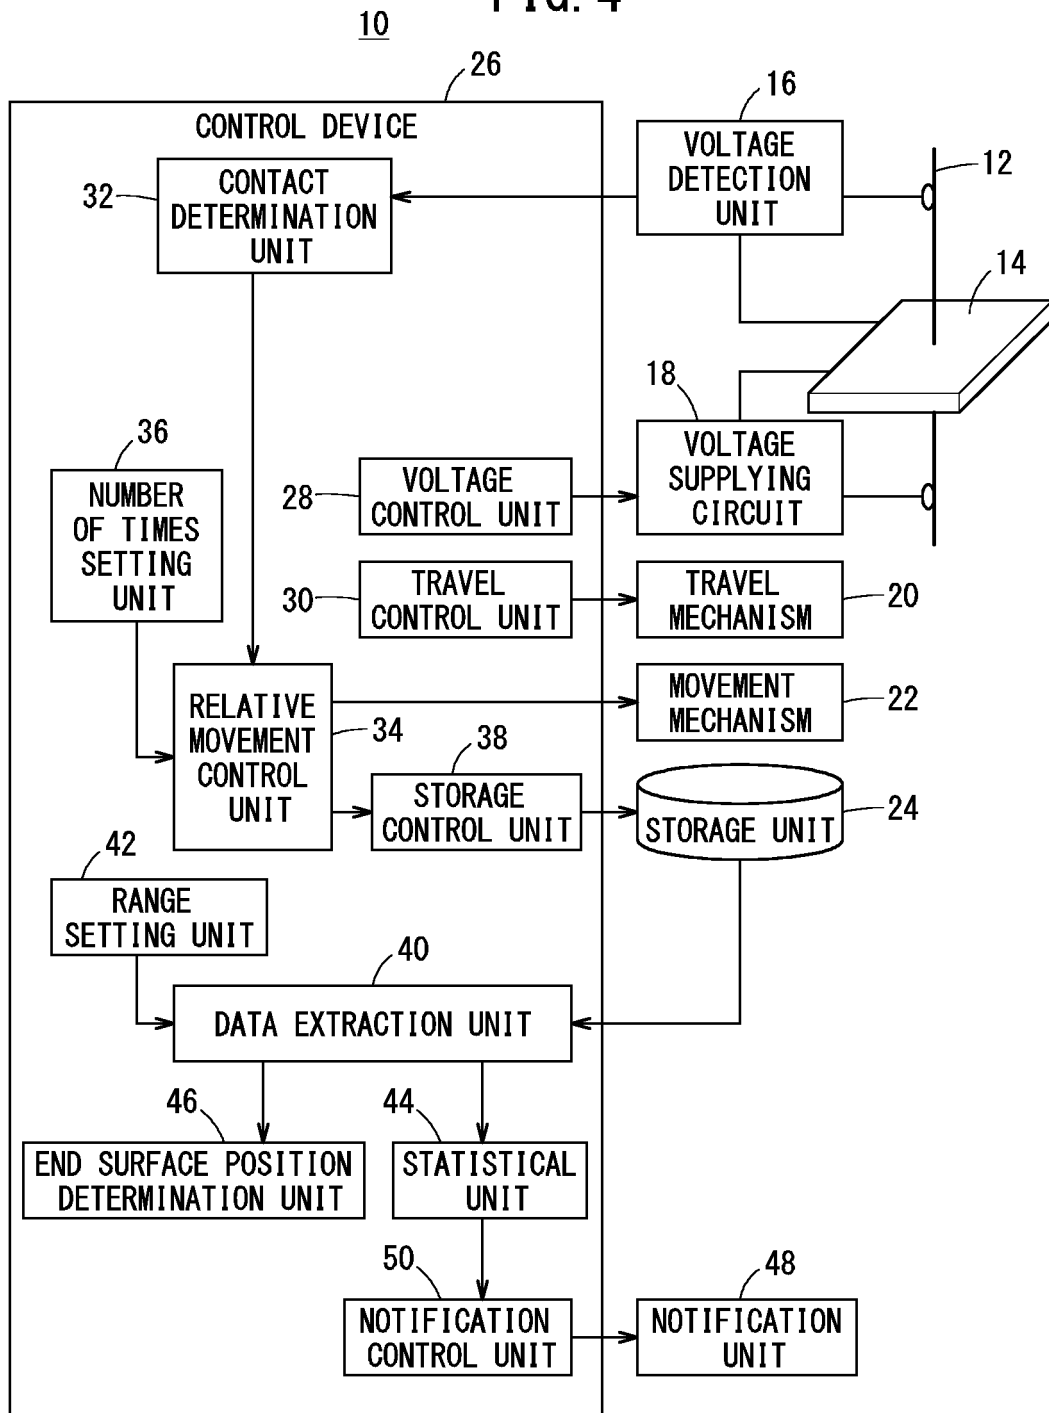 FIG. 4
10
26
CONTROL DEVICE
16
VOLTAGE
DETECTION
UNIT
12
32
CONTACT
DETERMINATION
UNIT
14
18
VOLTAGE
SUPPLYING
CIRCUIT
36
NUMBER
OF TIMES
SETTING
UNIT
28
VOLTAGE
CONTROL UNIT
30
TRAVEL
CONTROL UNIT
TRAVEL
MECHANISM
20
RELATIVE
MOVEMENT
CONTROL
UNIT
34
MOVEMENT
MECHANISM
22
38
STORAGE
CONTROL UNIT
STORAGE UNIT
24
42
RANGE
SETTING UNIT
40
DATA EXTRACTION UNIT
46
END SURFACE POSITION
DETERMINATION UNIT
44
STATISTICAL
UNIT
50
NOTIFICATION
CONTROL UNIT
48
NOTIFICATION
UNIT